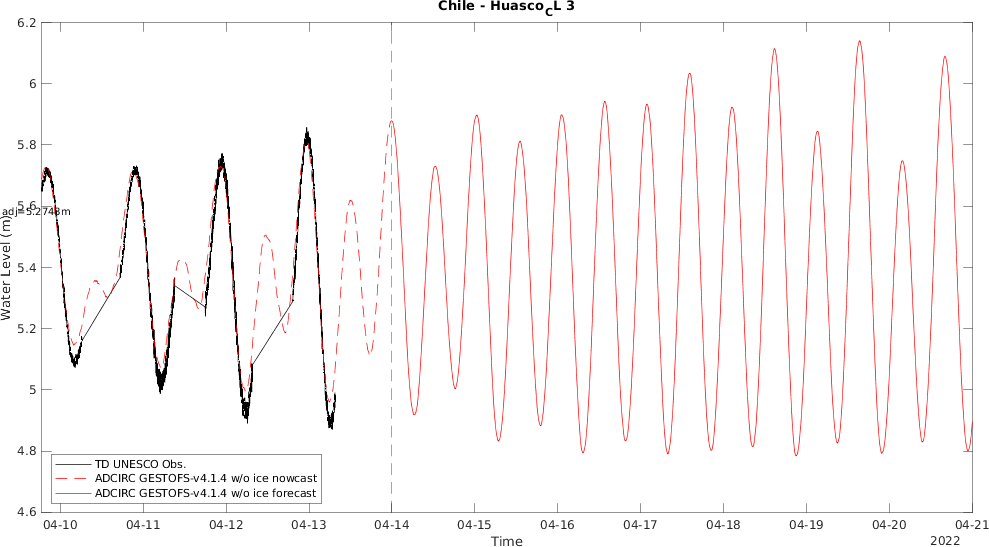 Chile - Huasco_CL 3
6.2
6
5.8
5.6
adj=5.2743m
5.4
Water Level (m)
5.2
5
4.8
4.6
TD UNESCO Obs.
ADCIRC GESTOFS-v4.1.4 w/o ice nowcast
ADCIRC GESTOFS-v4.1.4 w/o ice forecast
04-10 04-11 04-12 04-13 04-14 04-15 04-16 04-17 04-18 04-19 04-20 04-21
Time
2022